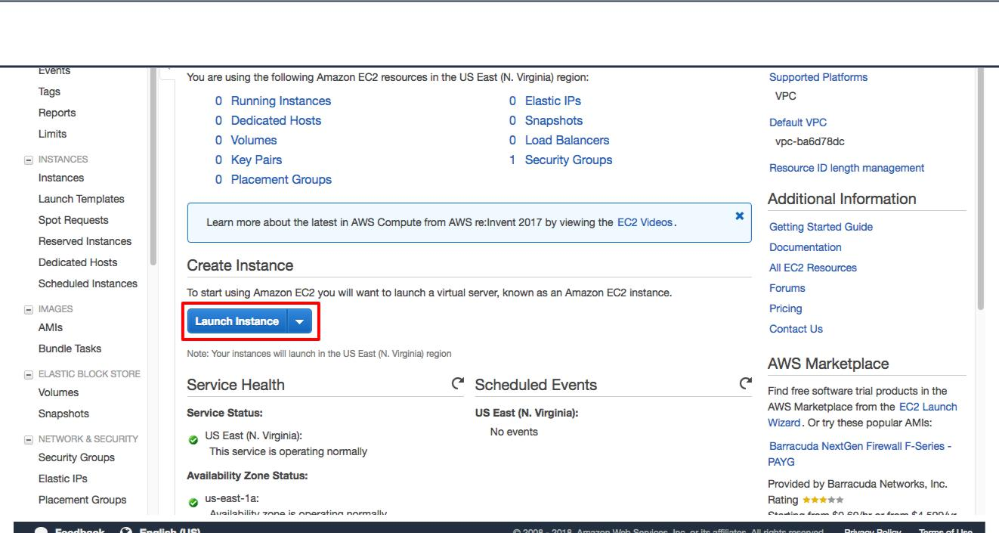 Events
Tags
Reports
Limits
INSTANCES
Instances
Launch Templates
Spot Requests
Reserved Instances
Dedicated Hosts
Scheduled Instances
IMAGES
AMIs
Bundle Tasks
ELASTIC BLOCK STORE
Volumes
Snapshots
NETWORK & SECURITY
Security Groups
Elastic IPs
Placement Groups
You are using the following Amazon EC2 resources in the US East (N. Virginia) region:
0 Running Instances
0 Dedicated Hosts
0 Volumes
0 Key Pairs
0 Placement Groups
0 Elastic IPs
0 Snapshots
0 Load Balancers
1 Security Groups
Learn more about the latest in AWS Compute from AWS re:Invent 2017 by viewing the EC2 Videos.
Create Instance
To start using Amazon EC2 you will want to launch a virtual server, known as an Amazon EC2 instance.
Launch Instance
Note: Your instances will launch in the US East (N. Virginia) region
Service Health
Service Status:
US East (N. Virginia):
This service is operating normally
Availability Zone Status:
us-east-1a:
Availability zone is operating normally
Scheduled Events
US East (N. Virginia):
No events
Supported Platforms
VPC
Default VPC
vpc-ba6d78dc
Resource ID length management
Additional Information
Getting Started Guide
Documentation
All EC2 Resources
Forums
Pricing
Contact Us
AWS Marketplace
Find free software trial products in the
AWS Marketplace from the EC2 Launch
Wizard. Or try these popular AMIs:
Barracuda NextGen Firewall F-Series -
PAYG
Provided by Barracuda Networks, Inc.
Rating
Starting from $0.60/hr or from $4,599/yr
Feedback
English (US)
© 2008 - 2018, Amazon Web Services, Inc. or its affiliates. All rights reserved.
Privacy Policy
Terms of Use